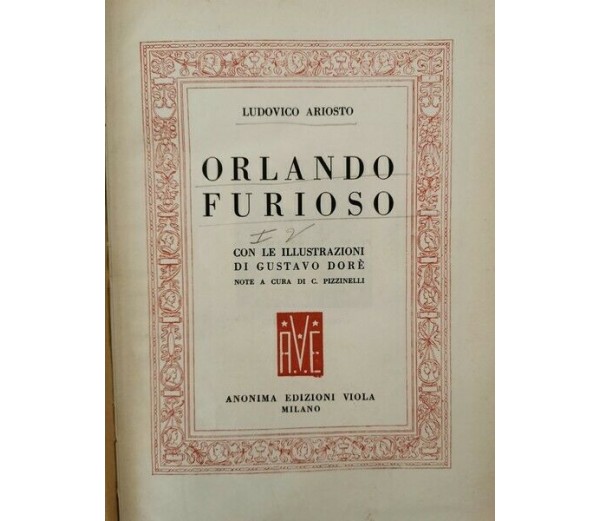 LUDOVICO ARIOSTO
ORLANDO
FURIOSO
I V
CON LE ILLUSTRAZIONI
DI GUSTAVO DORÈ
NOTE A CURA DI C. PIZZINELLI
A.V.E
ANONIMA EDIZIONI VIOLA
MILANO